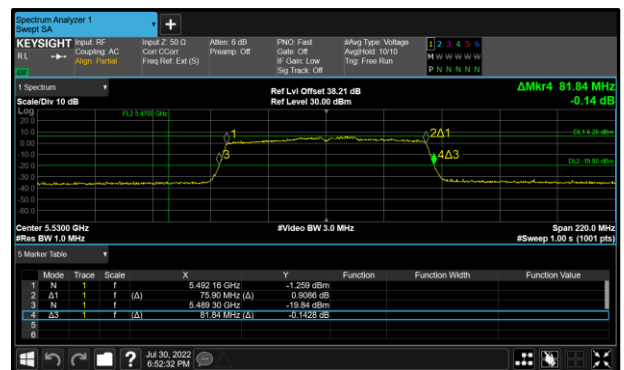 Spectrum Analyzer 1
Swept SA
KEYSIGHT Input: RF Input Z: 50 Ω Atten: 6 dB PNO: Fast #Avg Type: Voltage 1 2 3 4 5 6
RL Coupling: AC Corr CCorr Preamp: Off Gate: Off Avg|Hold: 10/10 M W W W W W
Align: Partial Freq Ref: Ext (S) IF Gain: Low Trig: Free Run P N N N N N
Sig Track: Off
LXI
1 Spectrum Ref Lvl Offset 38.21 dB ΔMkr4 81.84 MHz
Scale/Div 10 dB Ref Level 30.00 dBm -0.14 dB
Log
FL2 5.4700 GHz
20.0
10.0
0.00
-10.0
-20.0
-30.0
-40.0
-50.0
-60.0
1
2Δ1
3
4Δ3
DL1 6.20 dBm
DL2 -19.80 dBm
Center 5.5300 GHz #Video BW 3.0 MHz Span 220.0 MHz
#Res BW 1.0 MHz #Sweep 1.00 s (1001 pts)
5 Marker Table
Mode Trace Scale X Y Function Function Width Function Value
1 N 1 f 5.492 16 GHz -1.259 dBm
2 Δ1 1 f (Δ) 75.90 MHz (Δ) 0.9086 dB
3 N 1 f 5.489 30 GHz -19.84 dBm
4 Δ3 1 f (Δ) 81.84 MHz (Δ) -0.1428 dB
5
6
Jul 30, 2022
6:52:32 PM